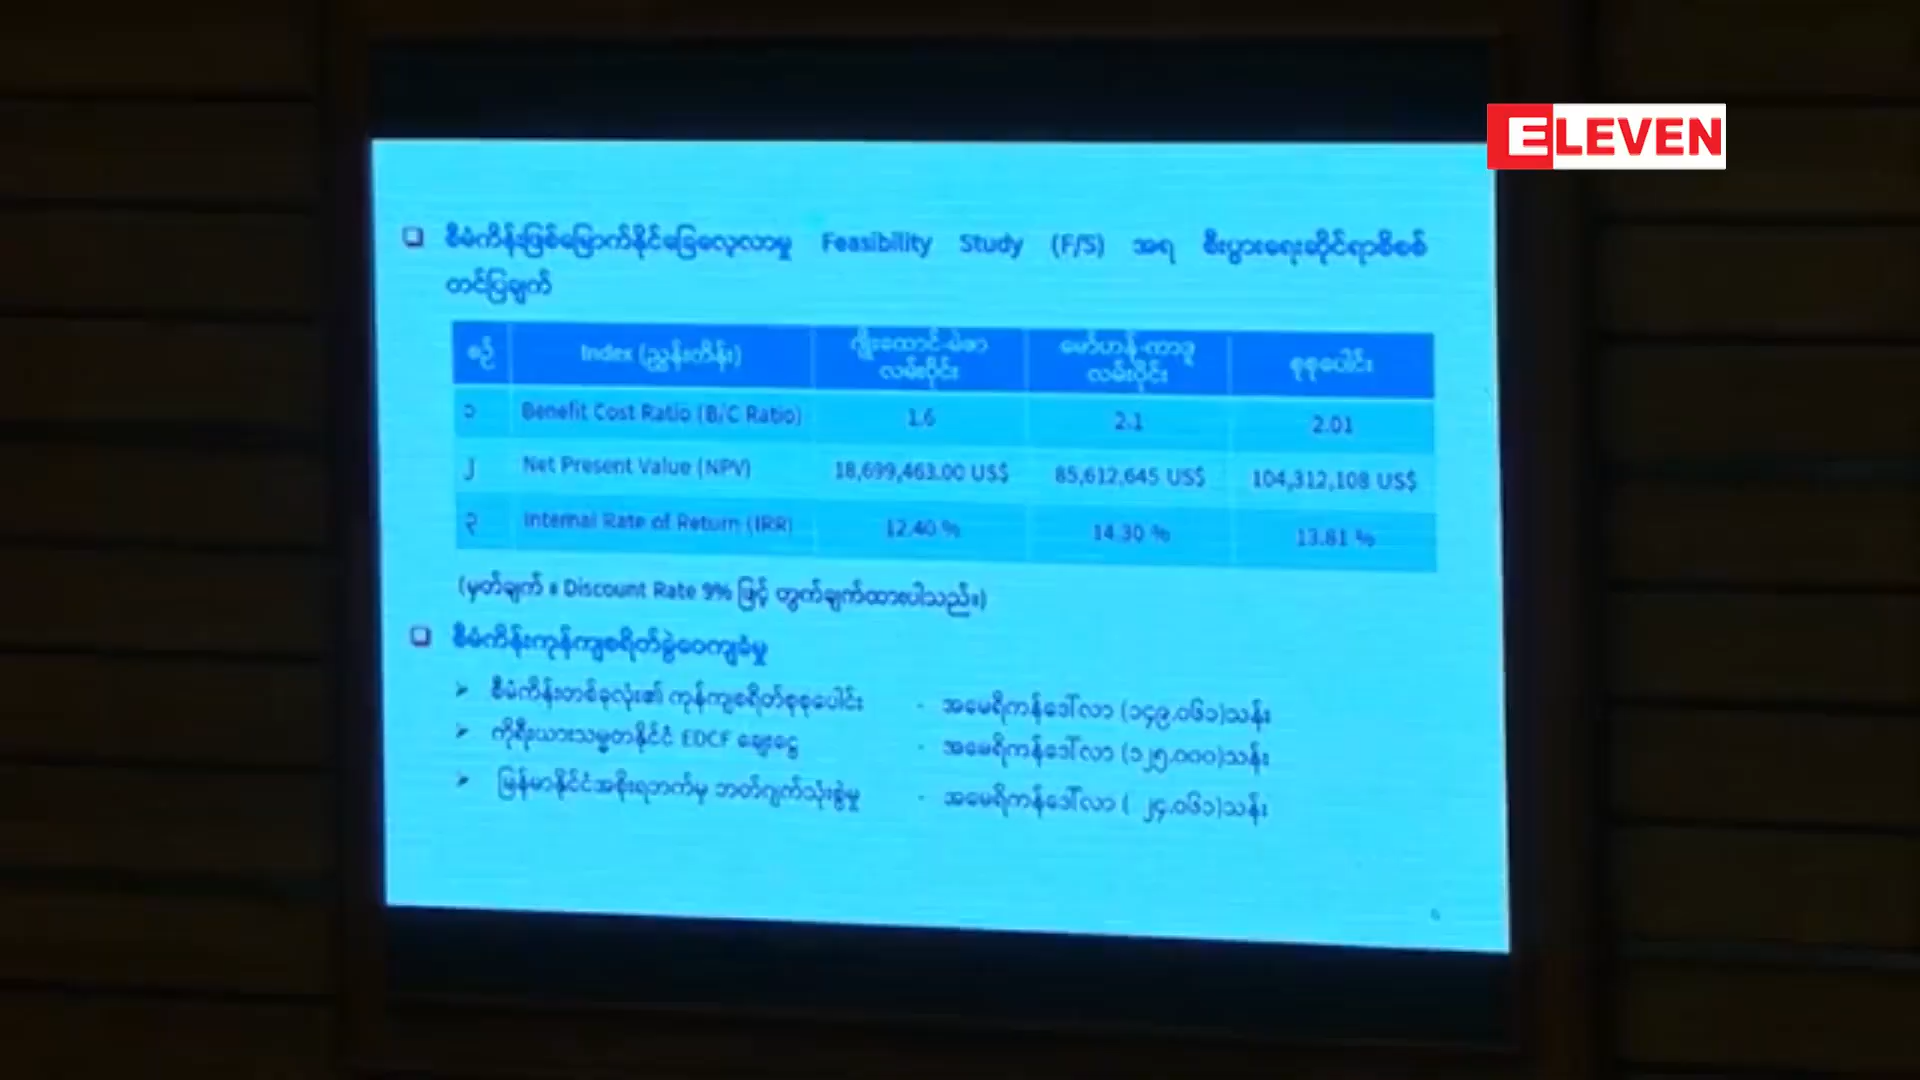 ELEVEN
❑ စီမံကိန်းဖြစ်မြောက်နိုင်ခြေလေ့လာမှု Feasibility Study (F/S) အရ စီးပွားရေးဆိုင်ရာစိစစ်
တင်ပြချက်
စဉ် Index (ညွှန်းကိန်း) ဂျိုးထောင်-မဲဇာ လမ်းပိုင်း မော်ဟန်-ကာဒူ လမ်းပိုင်း စုစုပေါင်း
၁ Benefit Cost Ratio (B/C Ratio) 1.6 2.1 2.01
၂ Net Present Value (NPV) 18,699,463.00 US$ 85,612,645 US$ 104,312,108 US$
၃ Internal Rate of Return (IRR) 12.40 % 14.30 % 13.81 %
(မှတ်ချက် ။ Discount Rate 9% ဖြင့် တွက်ချက်ထားပါသည်။)
❑ စီမံကိန်းကုန်ကျစရိတ်ခွဲဝေကျခံမှု
➢ စီမံကိန်းတစ်ခုလုံး၏ ကုန်ကျစရိတ်စုစုပေါင်း - အမေရိကန်ဒေါ်လာ (၁၄၉.၀၆၁)သန်း
➢ ကိုရီးယားသမ္မတနိုင်ငံ EDCF ချေးငွေ - အမေရိကန်ဒေါ်လာ (၁၂၅.၀၀၀)သန်း
➢ မြန်မာနိုင်ငံအစိုးရဘက်မှ ဘတ်ဂျက်သုံးစွဲမှု - အမေရိကန်ဒေါ်လာ ( ၂၄.၀၆၁)သန်း
6